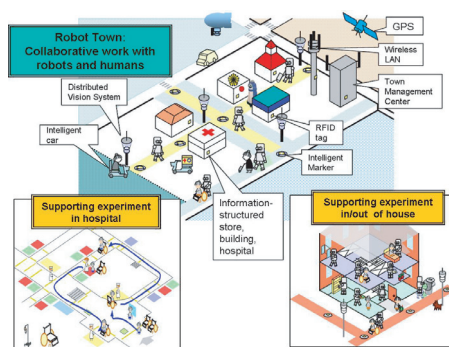 Robot Town:
Collaborative work with
robots and humans
GPS
Wireless
LAN
Town
Management
Center
Distributed
Vision System
Intelligent
car
RFID
tag
Intelligent
Marker
Information-
structured
store,
building,
hospital
Supporting experiment
in hospital
Supporting experiment
in/out of house